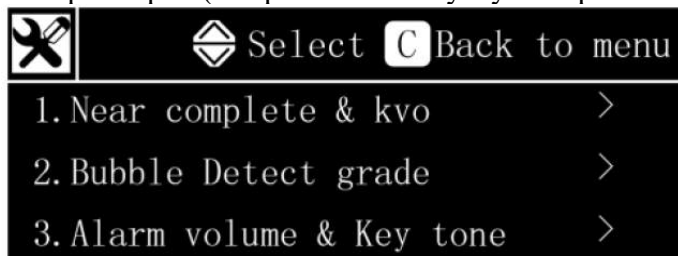 Select C Back to menu
1. Near complete & kvo >
2. Bubble Detect grade >
3. Alarm volume & Key tone >